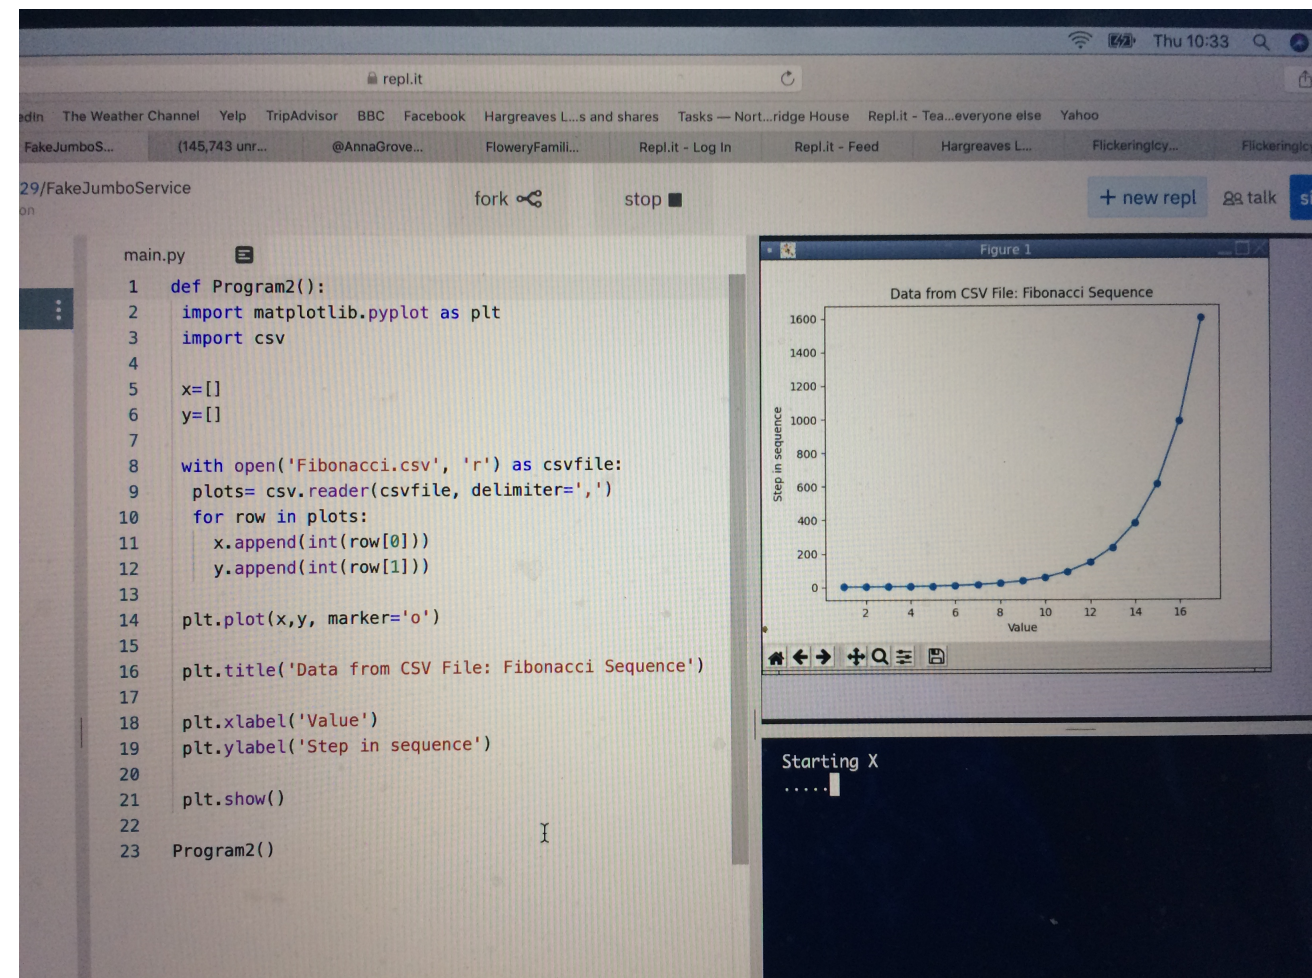 Thu 10:33
repl.it
edIn The Weather Channel Yelp TripAdvisor BBC Facebook Hargreaves L...s and shares Tasks — Nort...ridge House Repl.it - Tea...everyone else Yahoo
FakeJumboS... (145,743 unr... @AnnaGrove... FloweryFamili... Repl.it - Log In Repl.it - Feed Hargreaves L... FlickeringIcy... FlickeringIc
29/FakeJumboService
on
fork stop
+ new repl talk si
main.py
1 def Program2():
2 import matplotlib.pyplot as plt
3 import csv
4
5 x=[]
6 y=[]
7
8 with open('Fibonacci.csv', 'r') as csvfile:
9 plots= csv.reader(csvfile, delimiter=',')
10 for row in plots:
11 x.append(int(row[0]))
12 y.append(int(row[1]))
13
14 plt.plot(x,y, marker='o')
15
16 plt.title('Data from CSV File: Fibonacci Sequence')
17
18 plt.xlabel('Value')
19 plt.ylabel('Step in sequence')
20
21 plt.show()
22
23 Program2()
Figure 1
Data from CSV File: Fibonacci Sequence
Step in sequence
1600
1400
1200
1000
800
600
400
200
0
2 4 6 8 10 12 14 16
Value
Starting X
.....